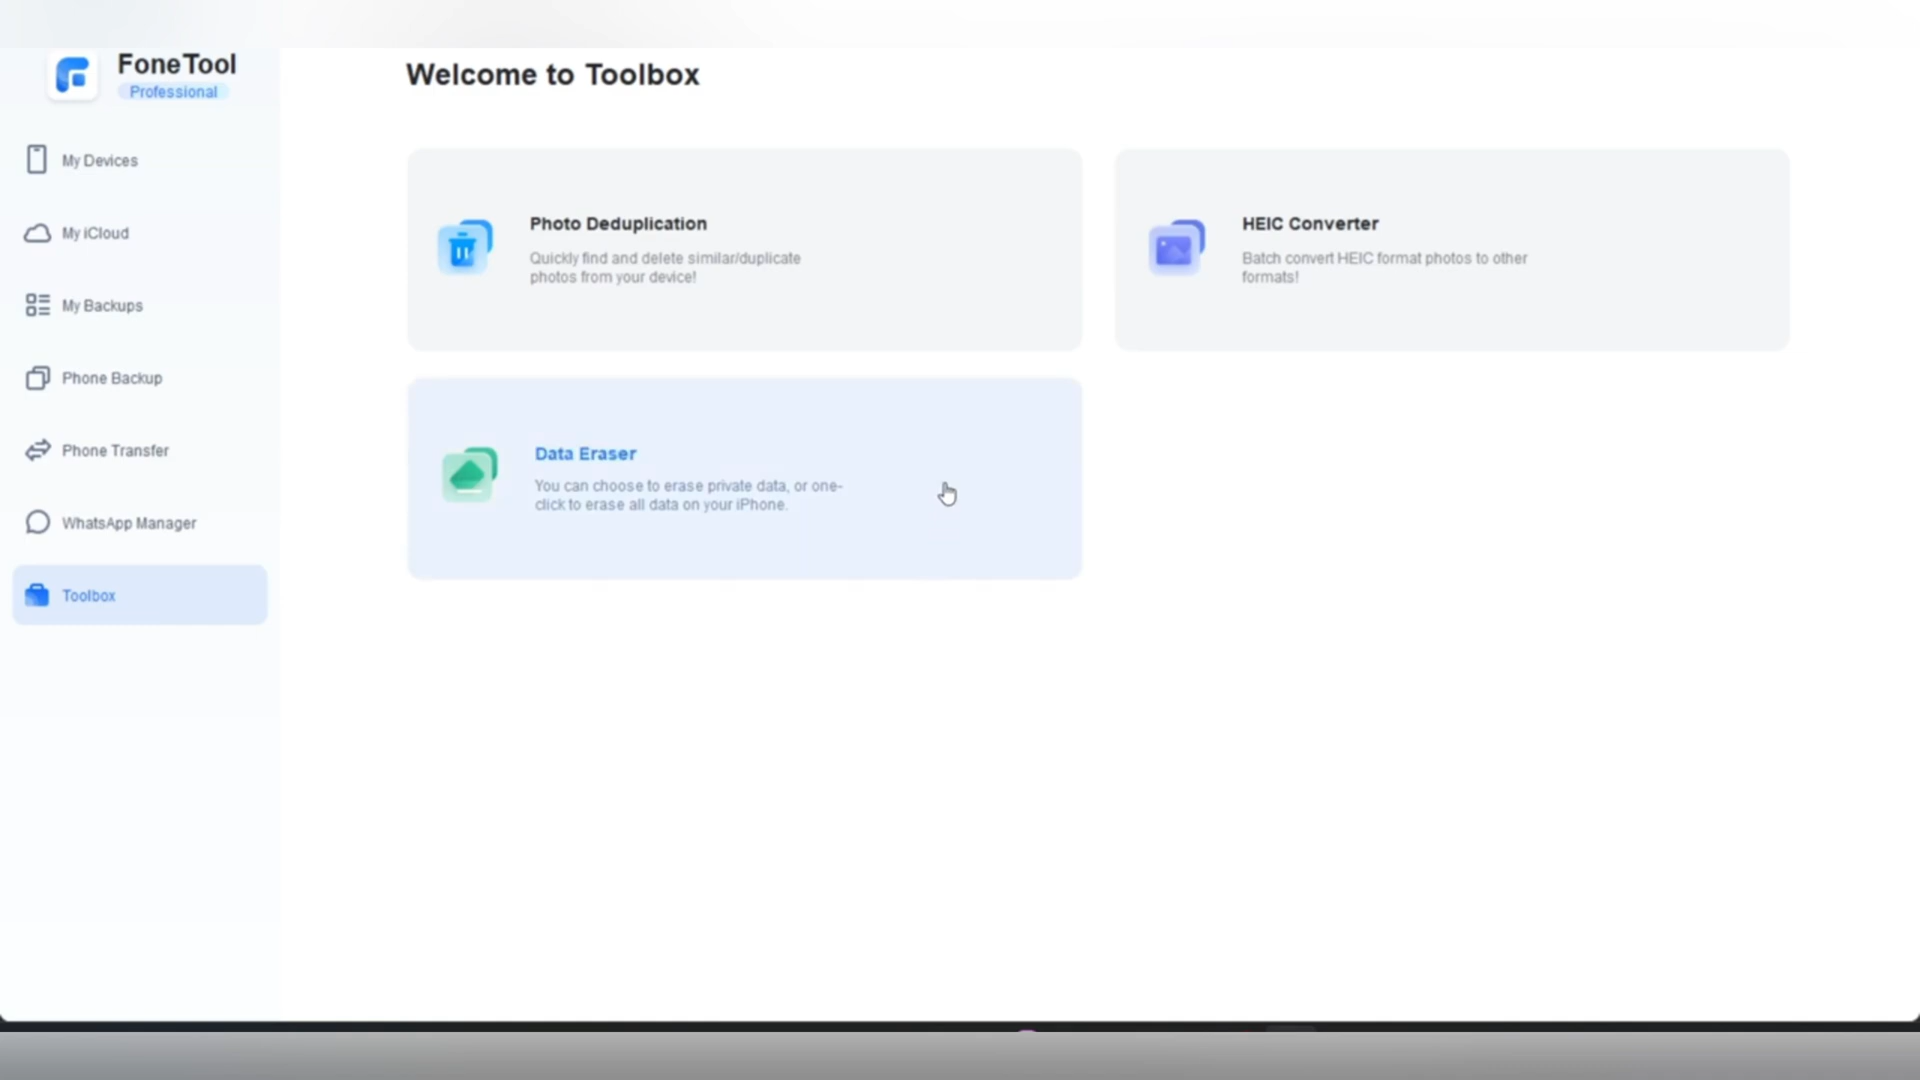 FoneTool
Professional
My Devices
My iCloud
My Backups
Phone Backup
Phone Transfer
WhatsApp Manager
Toolbox
Welcome to Toolbox
Photo Deduplication
Quickly find and delete similar/duplicate
photos from your device!
HEIC Converter
Batch convert HEIC format photos to other
formats!
Data Eraser
You can choose to erase private data, or one-
click to erase all data on your iPhone.